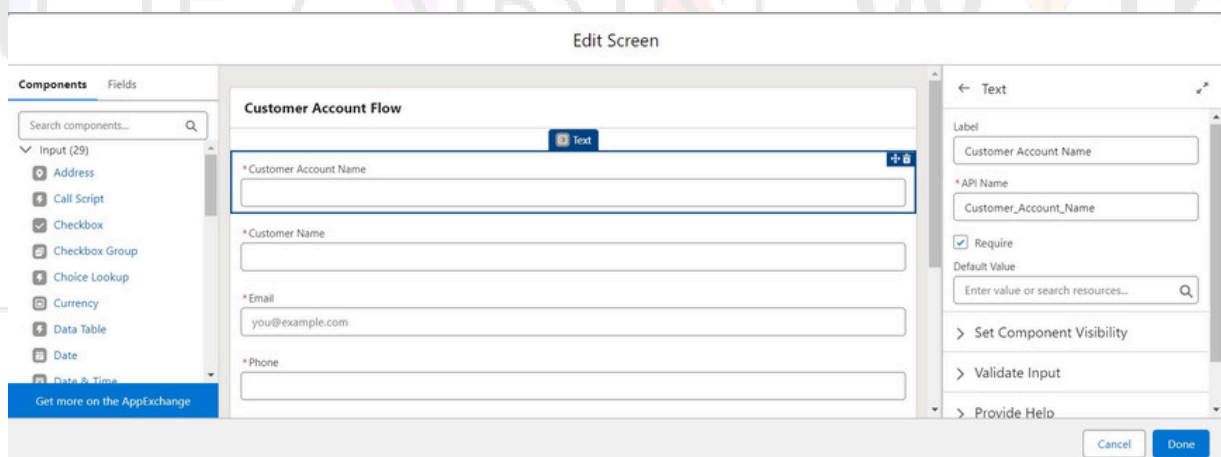 Edit Screen
Components Fields
Search components...
Input (29)
Address
Call Script
Checkbox
Checkbox Group
Choice Lookup
Currency
Data Table
Date
Date & Time
Get more on the AppExchange
Customer Account Flow
Text
*Customer Account Name
*Customer Name
*Email
you@example.com
*Phone
Text
Label
Customer Account Name
*API Name
Customer_Account_Name
Require
Default Value
Enter value or search resources...
Set Component Visibility
Validate Input
Provide Help
Cancel Done